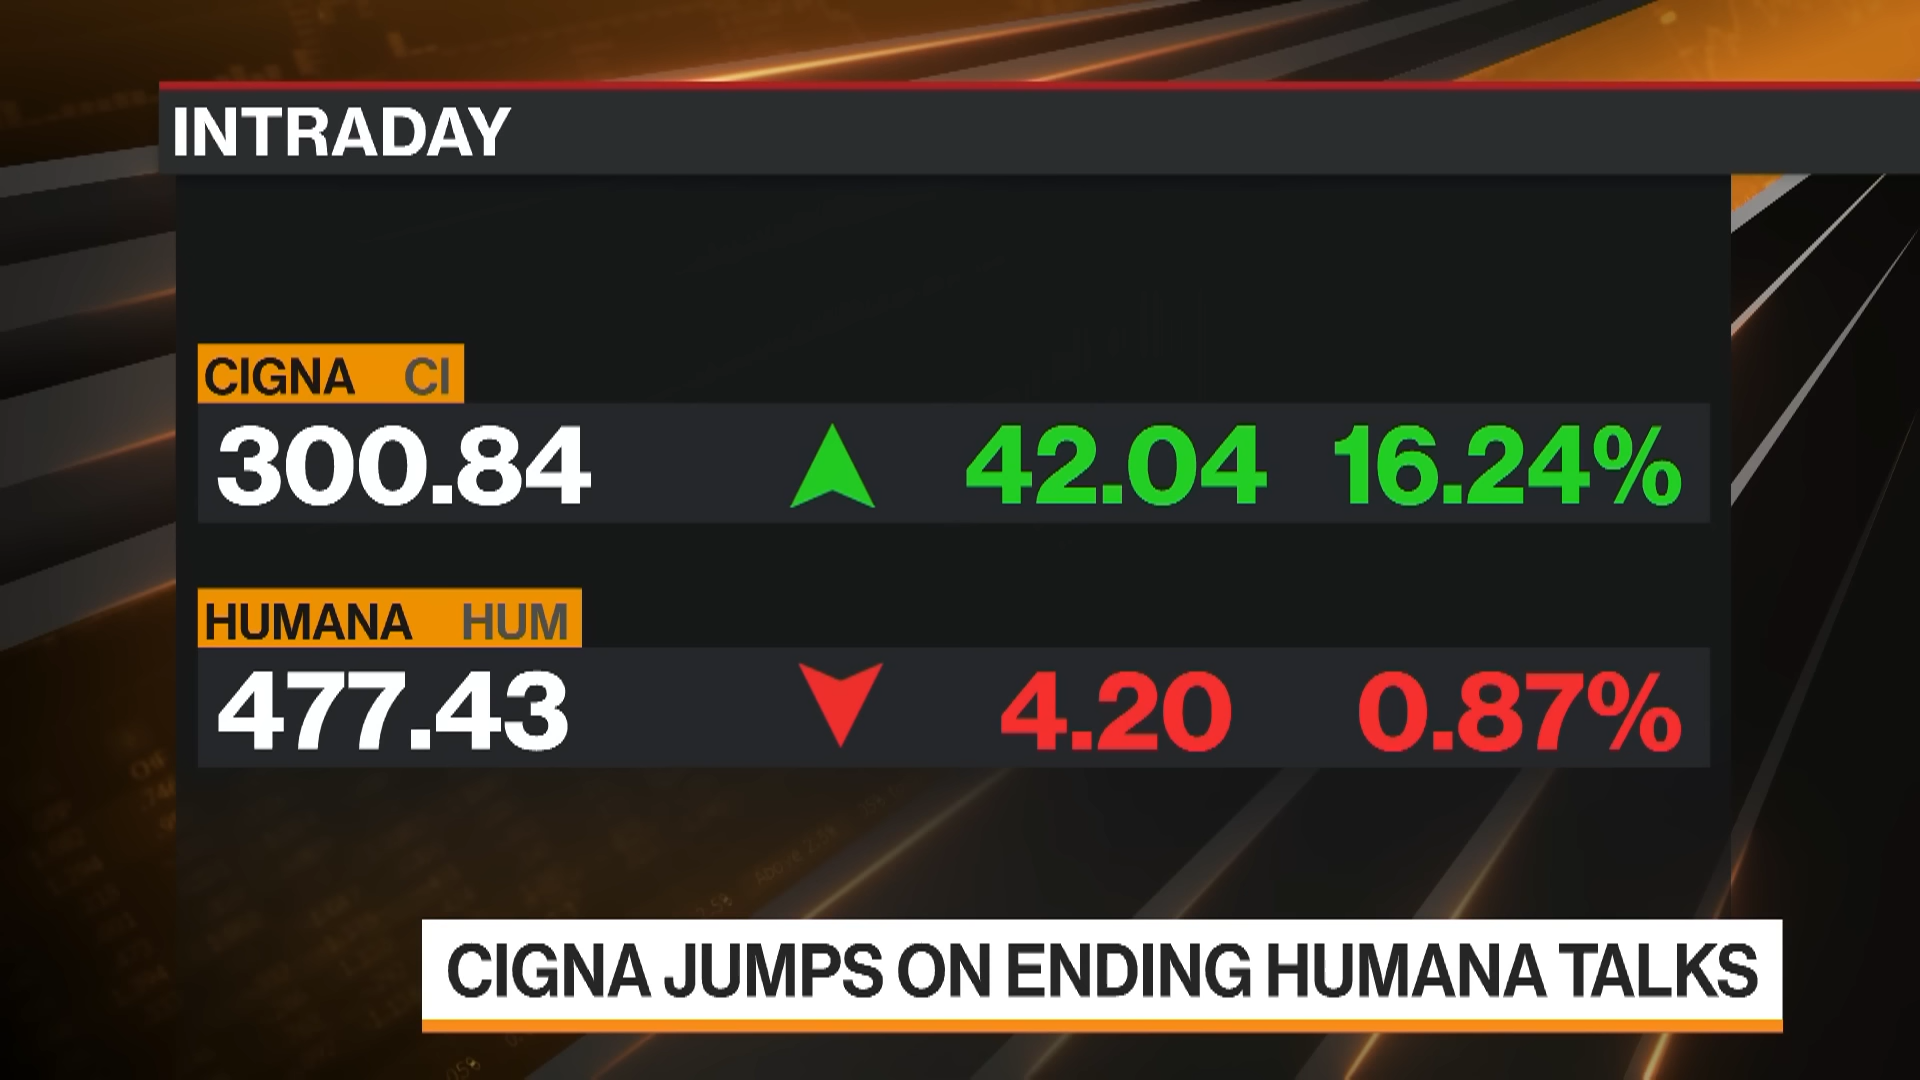 INTRADAY
CIGNA CI
300.84 42.04 16.24%
HUMANA HUM
477.43 4.20 0.87%
CIGNA JUMPS ON ENDING HUMANA TALKS